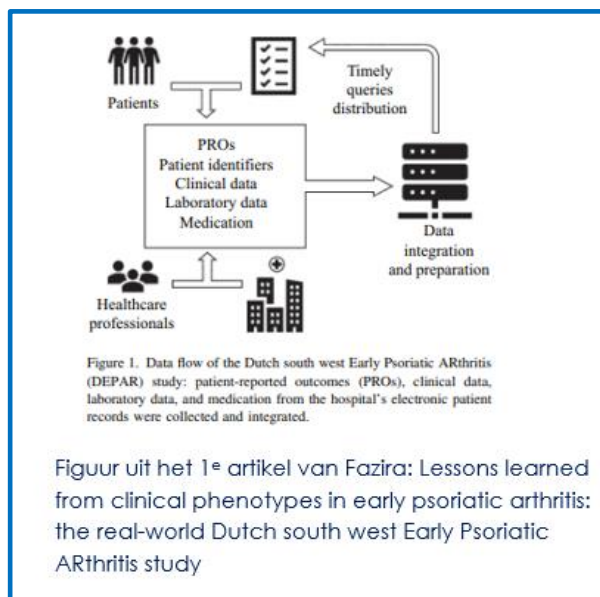 Patients
Timely
queries
distribution
PROs
Patient identifiers
Clinical data
Laboratory data
Medication
Data
integration
and preparation
Healthcare
professionals
Figure 1. Data flow of the Dutch south west Early Psoriatic ARthritis
(DEPAR) study: patient-reported outcomes (PROs), clinical data,
laboratory data, and medication from the hospital's electronic patient
records were collected and integrated.
Figuur uit het 1e artikel van Fazira: Lessons learned
from clinical phenotypes in early psoriatic arthritis:
the real-world Dutch south west Early Psoriatic
ARthritis study